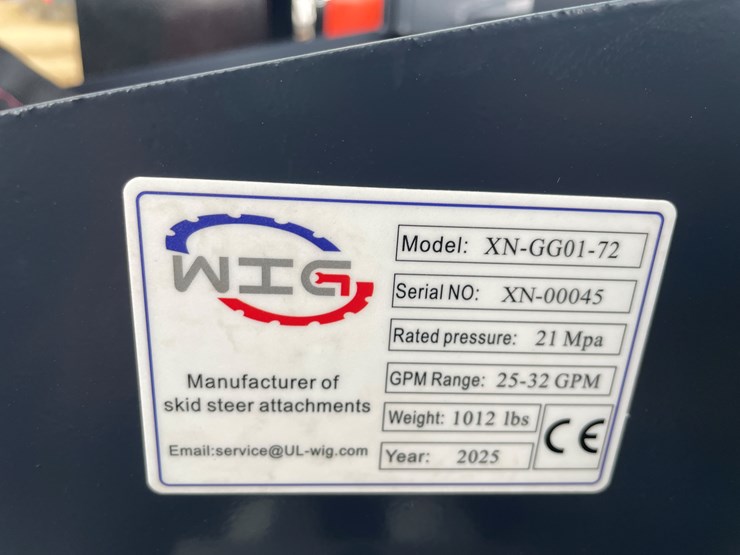 WIG
Manufacturer of
skid steer attachments
Email:service@UL-wig.com
Model: XN-GG01-72
Serial NO: XN-00045
Rated pressure: 21 Mpa
GPM Range: 25-32 GPM
Weight: 1012 lbs
Year: 2025
CE